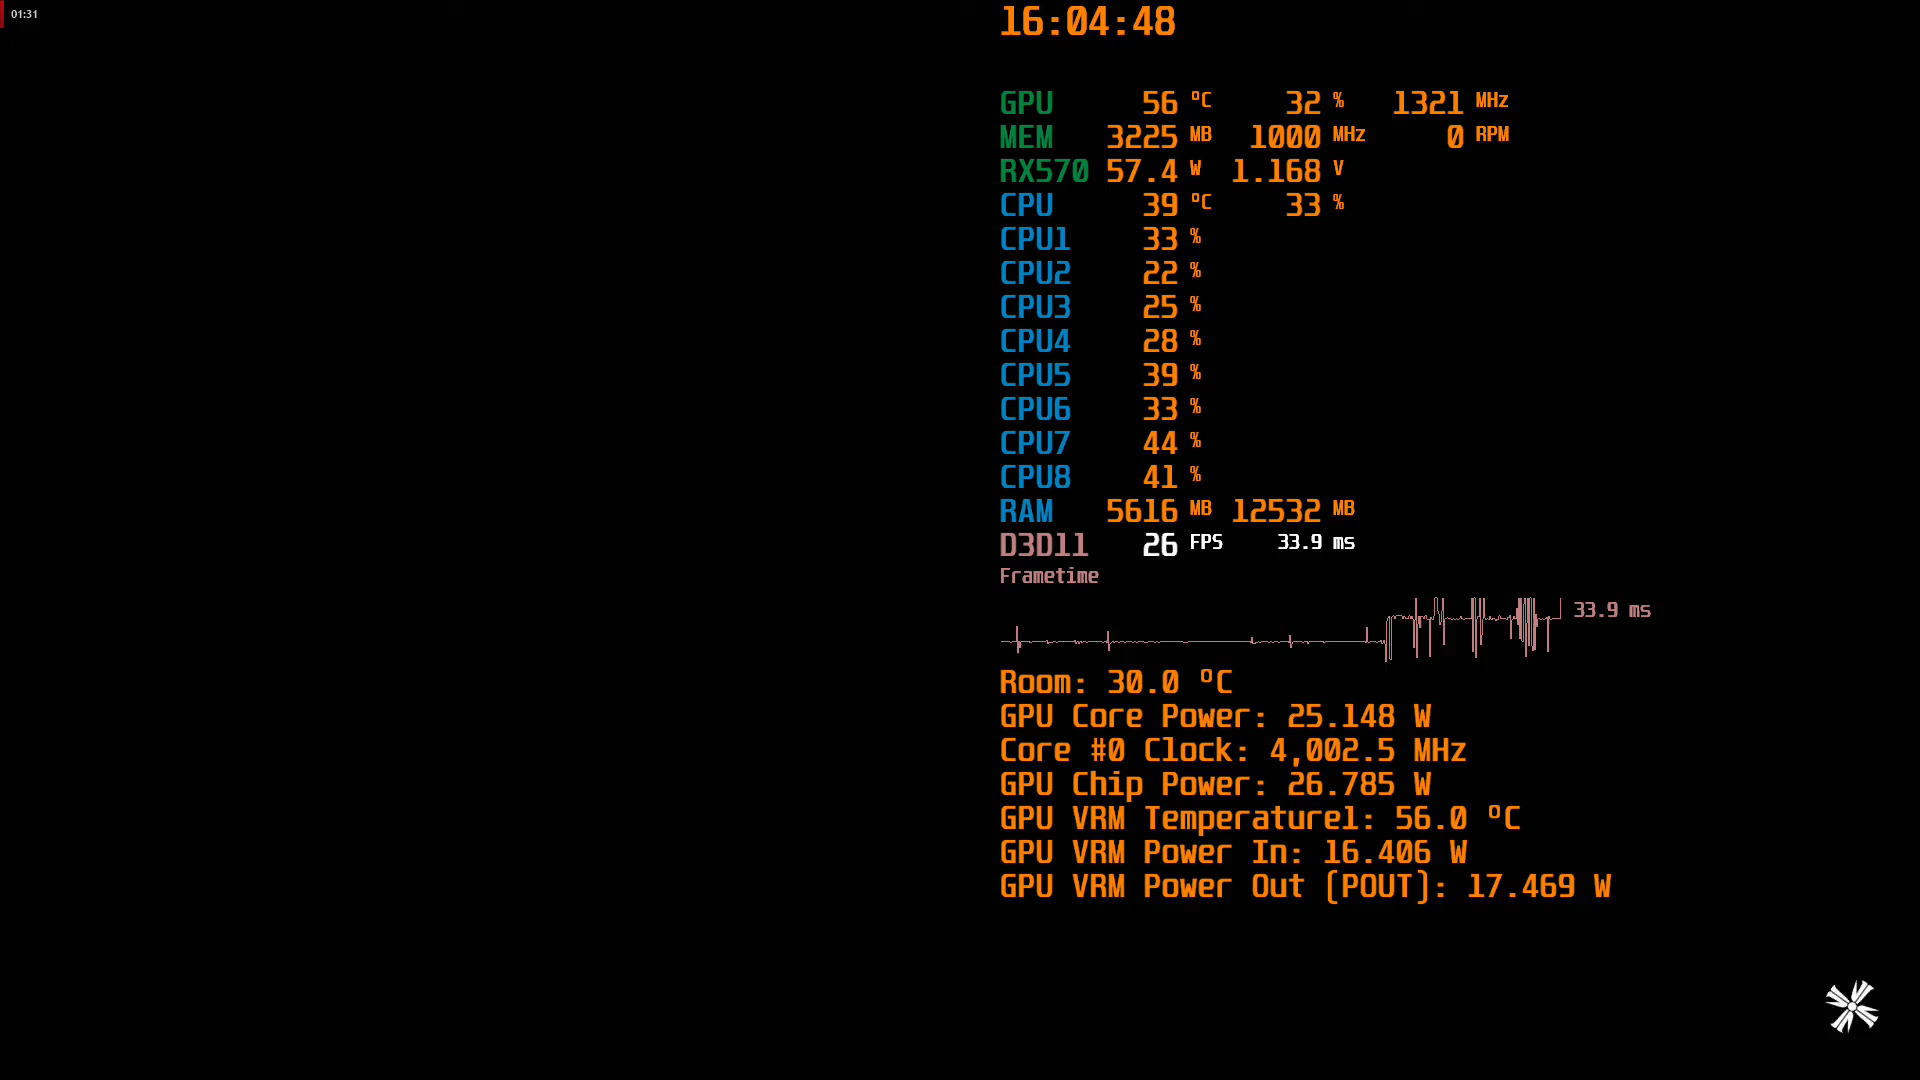 01:31
16:04:48
GPU 56 °C 32 % 1321 MHz
MEM 3225 MB 1000 MHz 0 RPM
RX570 57.4 W 1.168 V
CPU 39 °C 33 %
CPU1 33 %
CPU2 22 %
CPU3 25 %
CPU4 28 %
CPU5 39 %
CPU6 33 %
CPU7 44 %
CPU8 41 %
RAM 5616 MB 12532 MB
D3D11 26 FPS 33.9 ms
Frametime
33.9 ms
Room: 30.0 °C
GPU Core Power: 25.148 W
Core #0 Clock: 4,002.5 MHz
GPU Chip Power: 26.785 W
GPU VRM Temperature1: 56.0 °C
GPU VRM Power In: 16.406 W
GPU VRM Power Out (POUT): 17.469 W